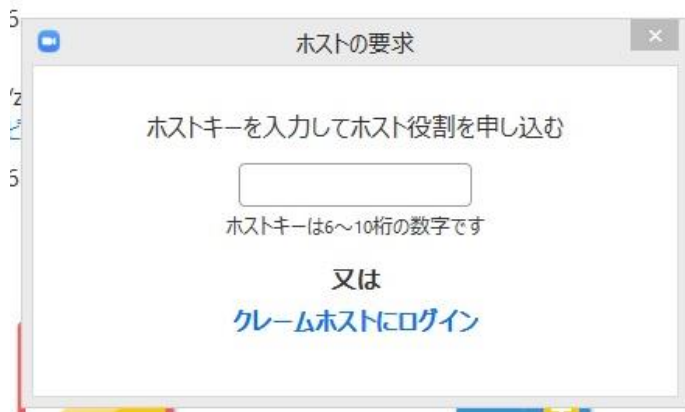 6
ホストの要求
'z
ホストキーを入力してホスト役割を申し込む
6
ホストキーは6～10桁の数字です
又は
クレームホストにログイン